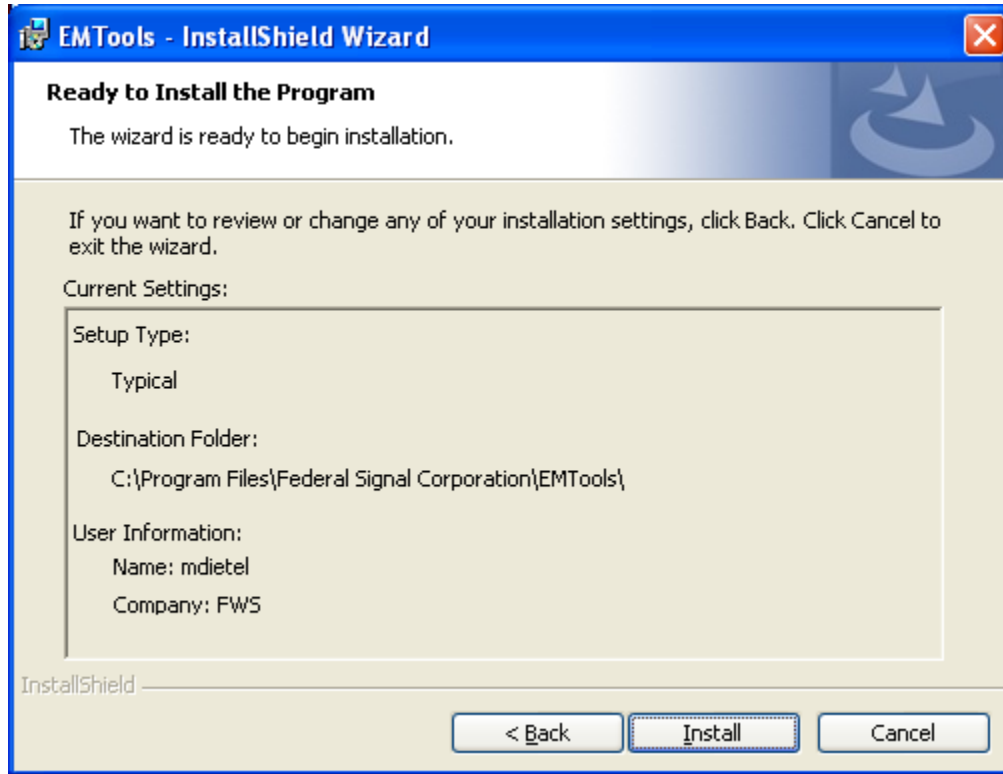 EMTools - InstallShield Wizard
Ready to Install the Program
The wizard is ready to begin installation.
If you want to review or change any of your installation settings, click Back. Click Cancel to
exit the wizard.
Current Settings:
Setup Type:
Typical
Destination Folder:
C:\Program Files\Federal Signal Corporation\EMTools\
User Information:
Name: mdietel
Company: FWS
InstallShield
< Back
Install
Cancel